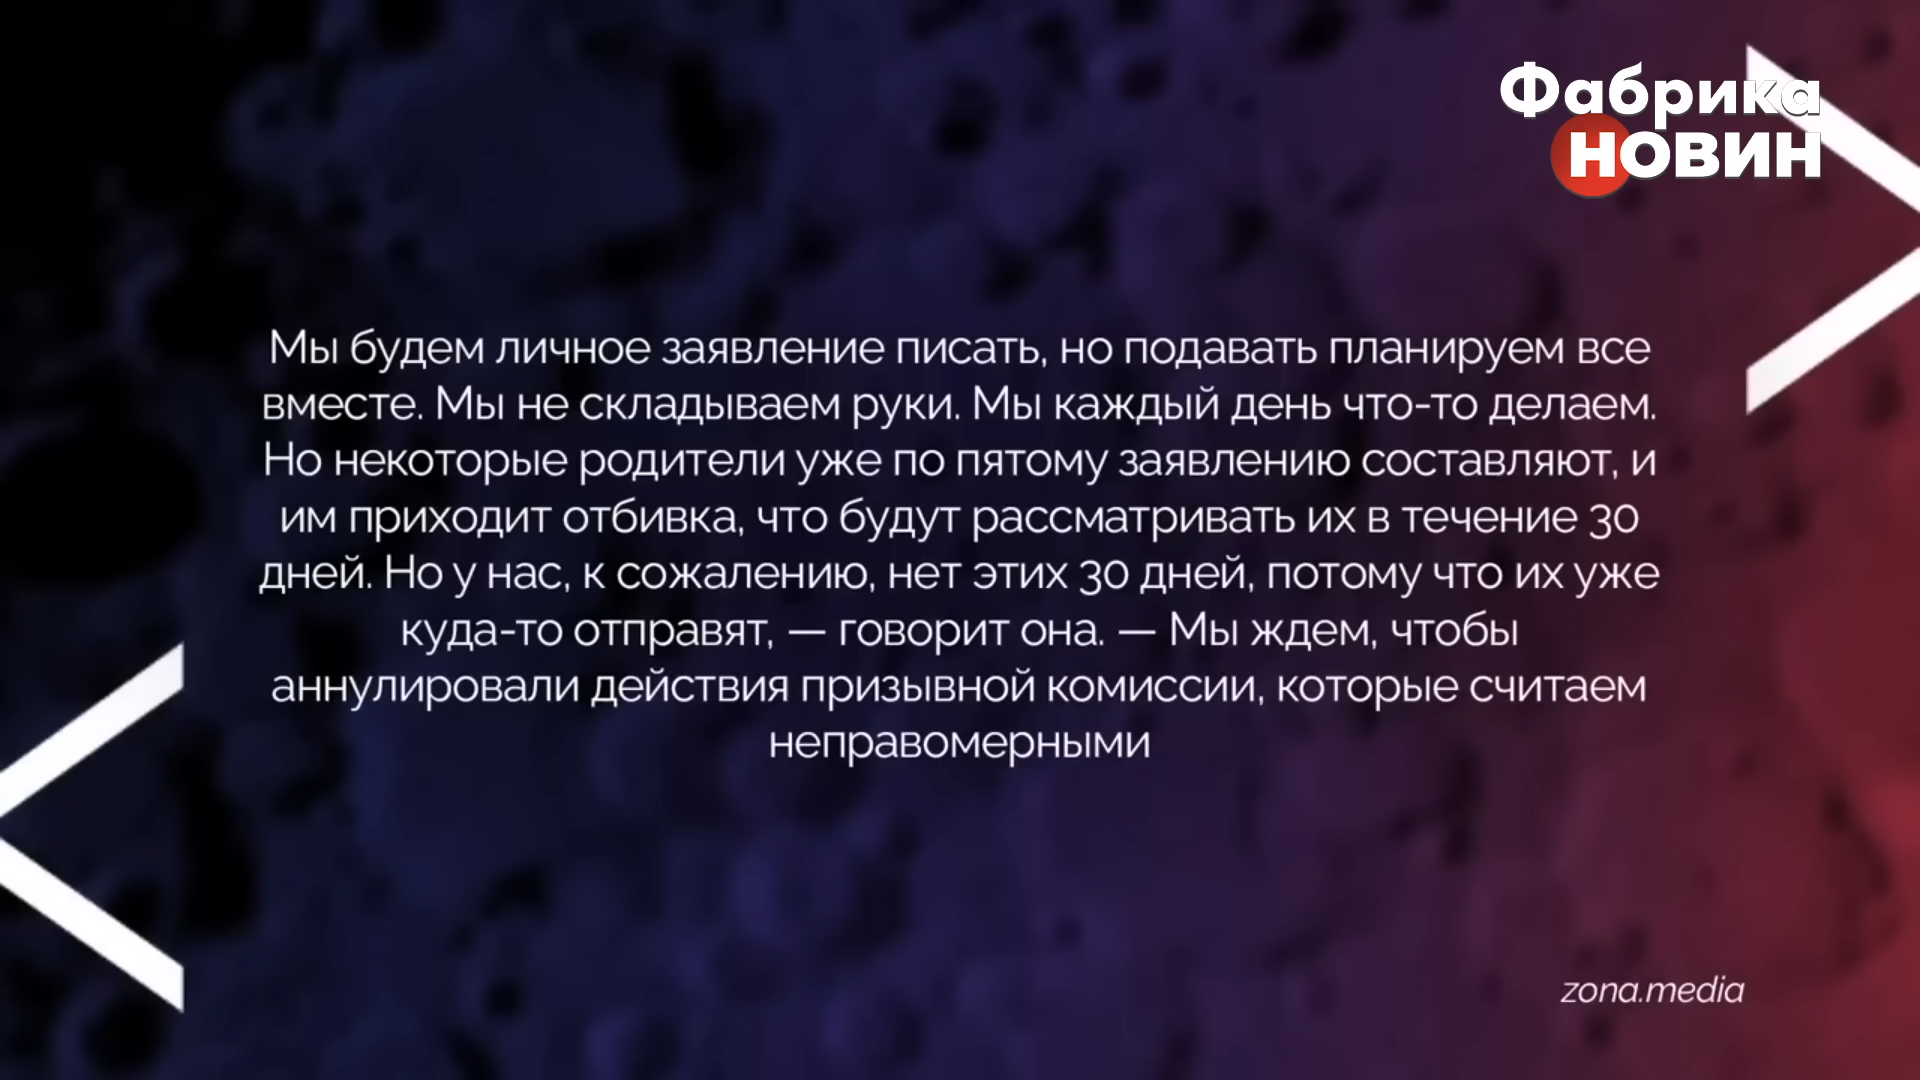 Фабрика
новин
Мы будем личное заявление писать, но подавать планируем все
вместе. Мы не складываем руки. Мы каждый день что-то делаем.
Но некоторые родители уже по пятому заявлению составляют, и
им приходит отбивка, что будут рассматривать их в течение 30
дней. Но у нас, к сожалению, нет этих 30 дней, потому что их уже
куда-то отправят, — говорит она. — Мы ждем, чтобы
аннулировали действия призывной комиссии, которые считаем
неправомерными
zona.media